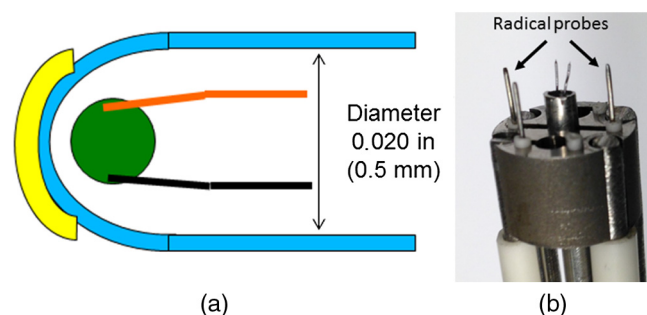 Radical probes
Diameter
0.020 in
(0.5 mm)
(a)
(b)